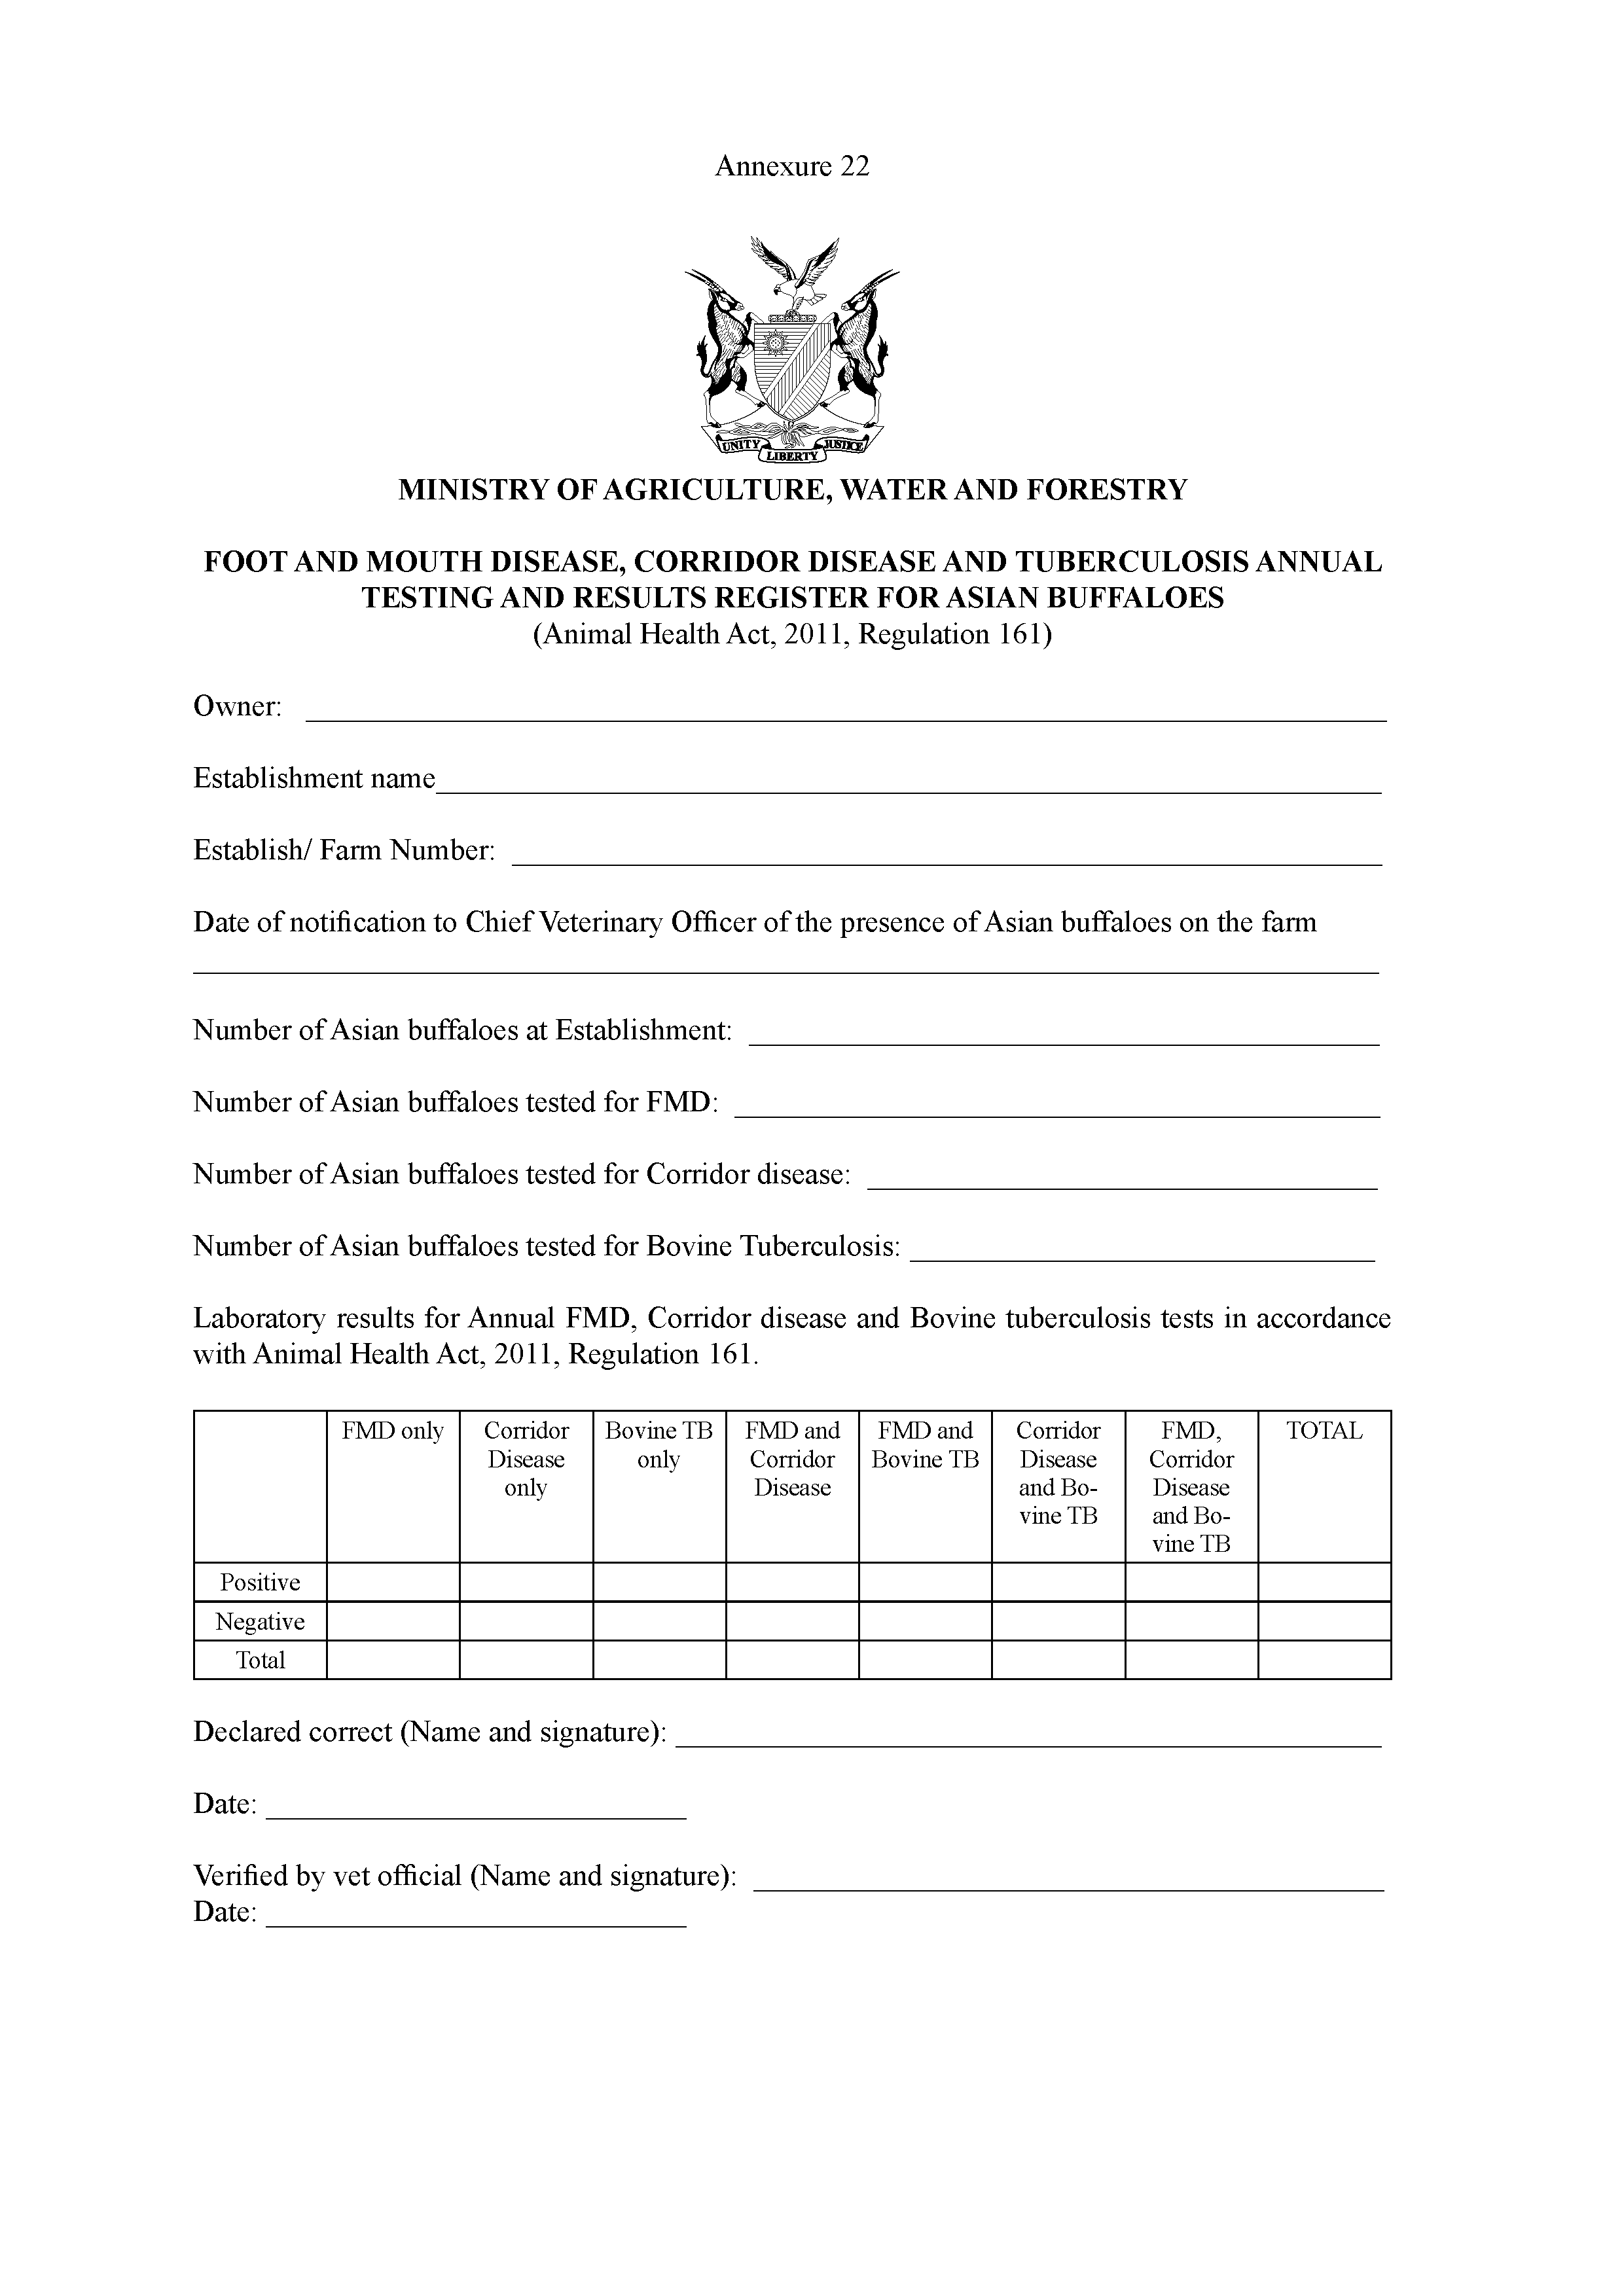 Annexure 22
UNITY
LIBERTY
JUSTICE
MINISTRY OF AGRICULTURE, WATER AND FORESTRY
FOOT AND MOUTH DISEASE, CORRIDOR DISEASE AND TUBERCULOSIS ANNUAL
TESTING AND RESULTS REGISTER FOR ASIAN BUFFALOES
(Animal Health Act, 2011, Regulation 161)
Owner:
Establishment name
Establish/ Farm Number:
Date of notification to Chief Veterinary Officer of the presence of Asian buffaloes on the farm
Number of Asian buffaloes at Establishment:
Number of Asian buffaloes tested for FMD:
Number of Asian buffaloes tested for Corridor disease:
Number of Asian buffaloes tested for Bovine Tuberculosis:
Laboratory results for Annual FMD, Corridor disease and Bovine tuberculosis tests in accordance
with Animal Health Act, 2011, Regulation 161.
FMD only
Corridor
Disease
only
Bovine TB
only
FMD and
Corridor
Disease
FMD and
Bovine TB
Corridor
Disease
and Bo-
vine TB
FMD,
Corridor
Disease
and Bo-
vine TB
TOTAL
Positive
Negative
Total
Declared correct (Name and signature):
Date:
Verified by vet official (Name and signature):
Date: